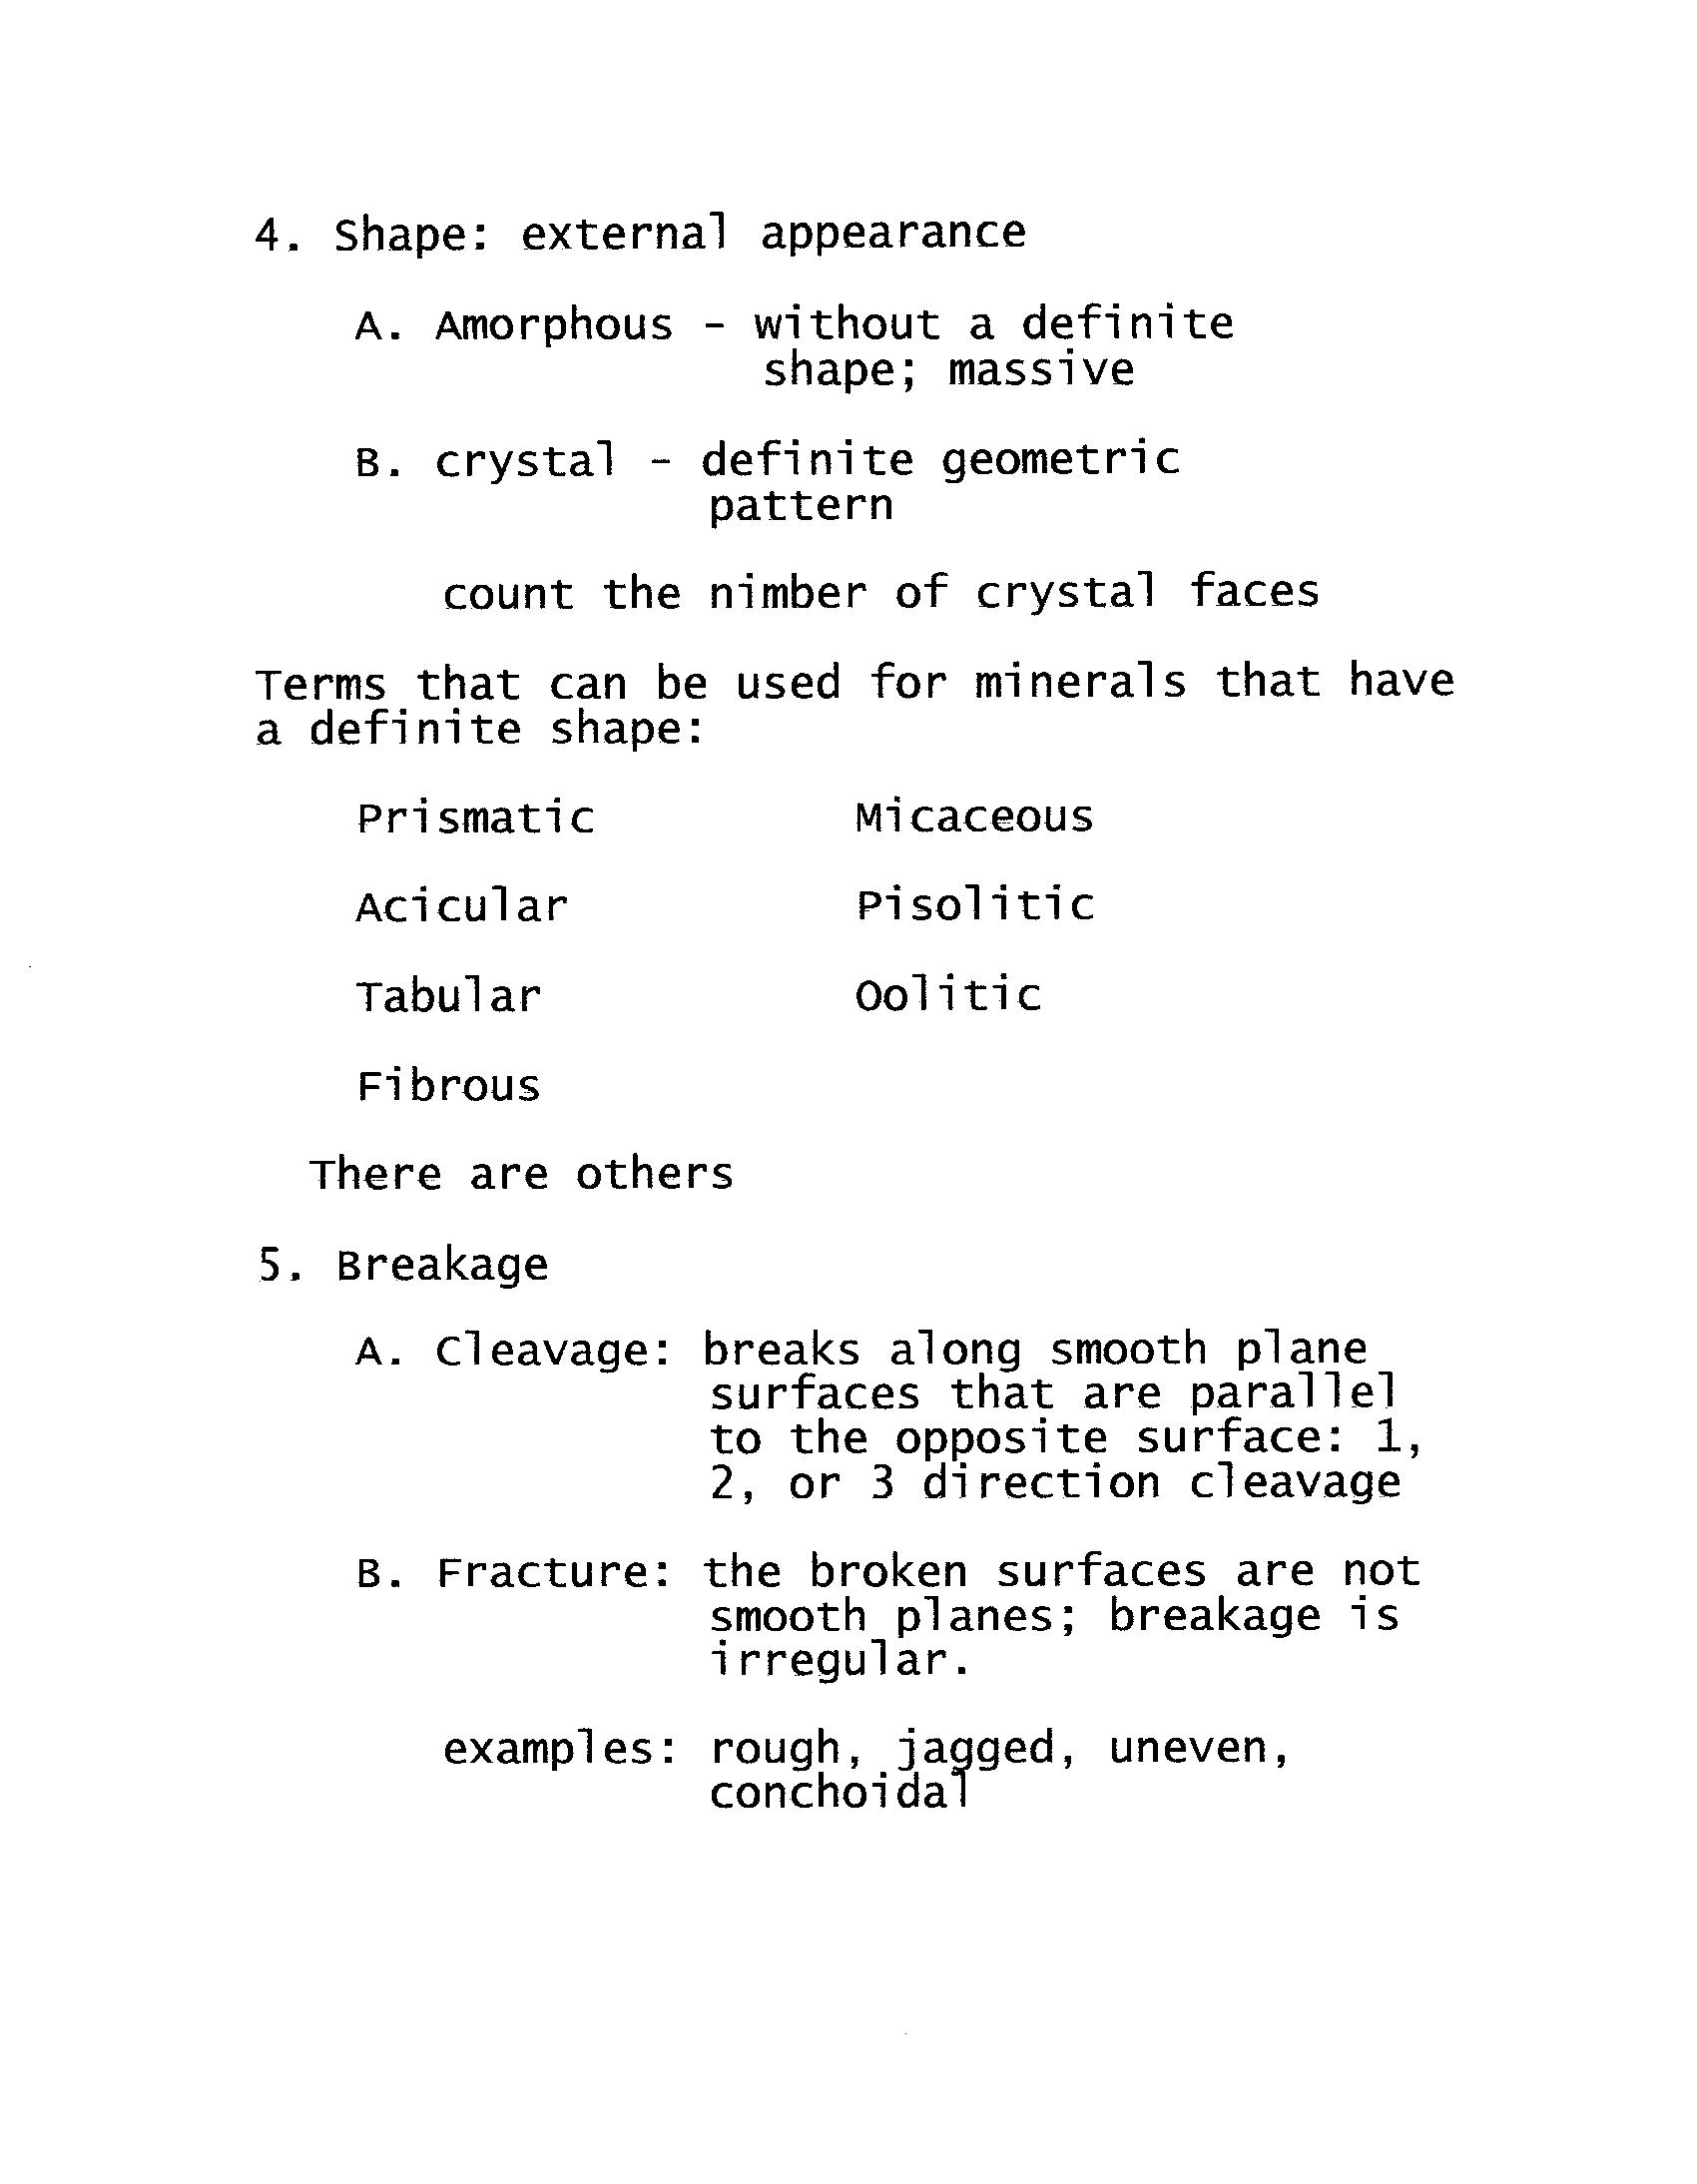 4. Shape: external appearance
A. Amorphous - without a definite
shape; massive
B. crystal - definite geometric
pattern
count the nimber of crystal faces
Terms that can be used for minerals that have
a definite shape:
Prismatic Micaceous
Acicular Pisolitic
Tabular Oolitic
Fibrous
There are others
5. Breakage
A. Cleavage: breaks along smooth plane
surfaces that are parallel
to the opposite surface: 1,
2, or 3 direction cleavage
B. Fracture: the broken surfaces are not
smooth planes; breakage is
irregular.
examples: rough, jagged, uneven,
conchoidal